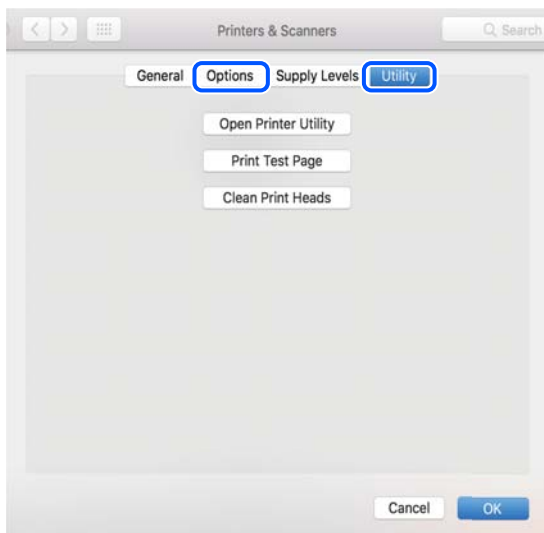 Printers & Scanners
Search
General Options Supply Levels Utility
Open Printer Utility
Print Test Page
Clean Print Heads
Cancel OK